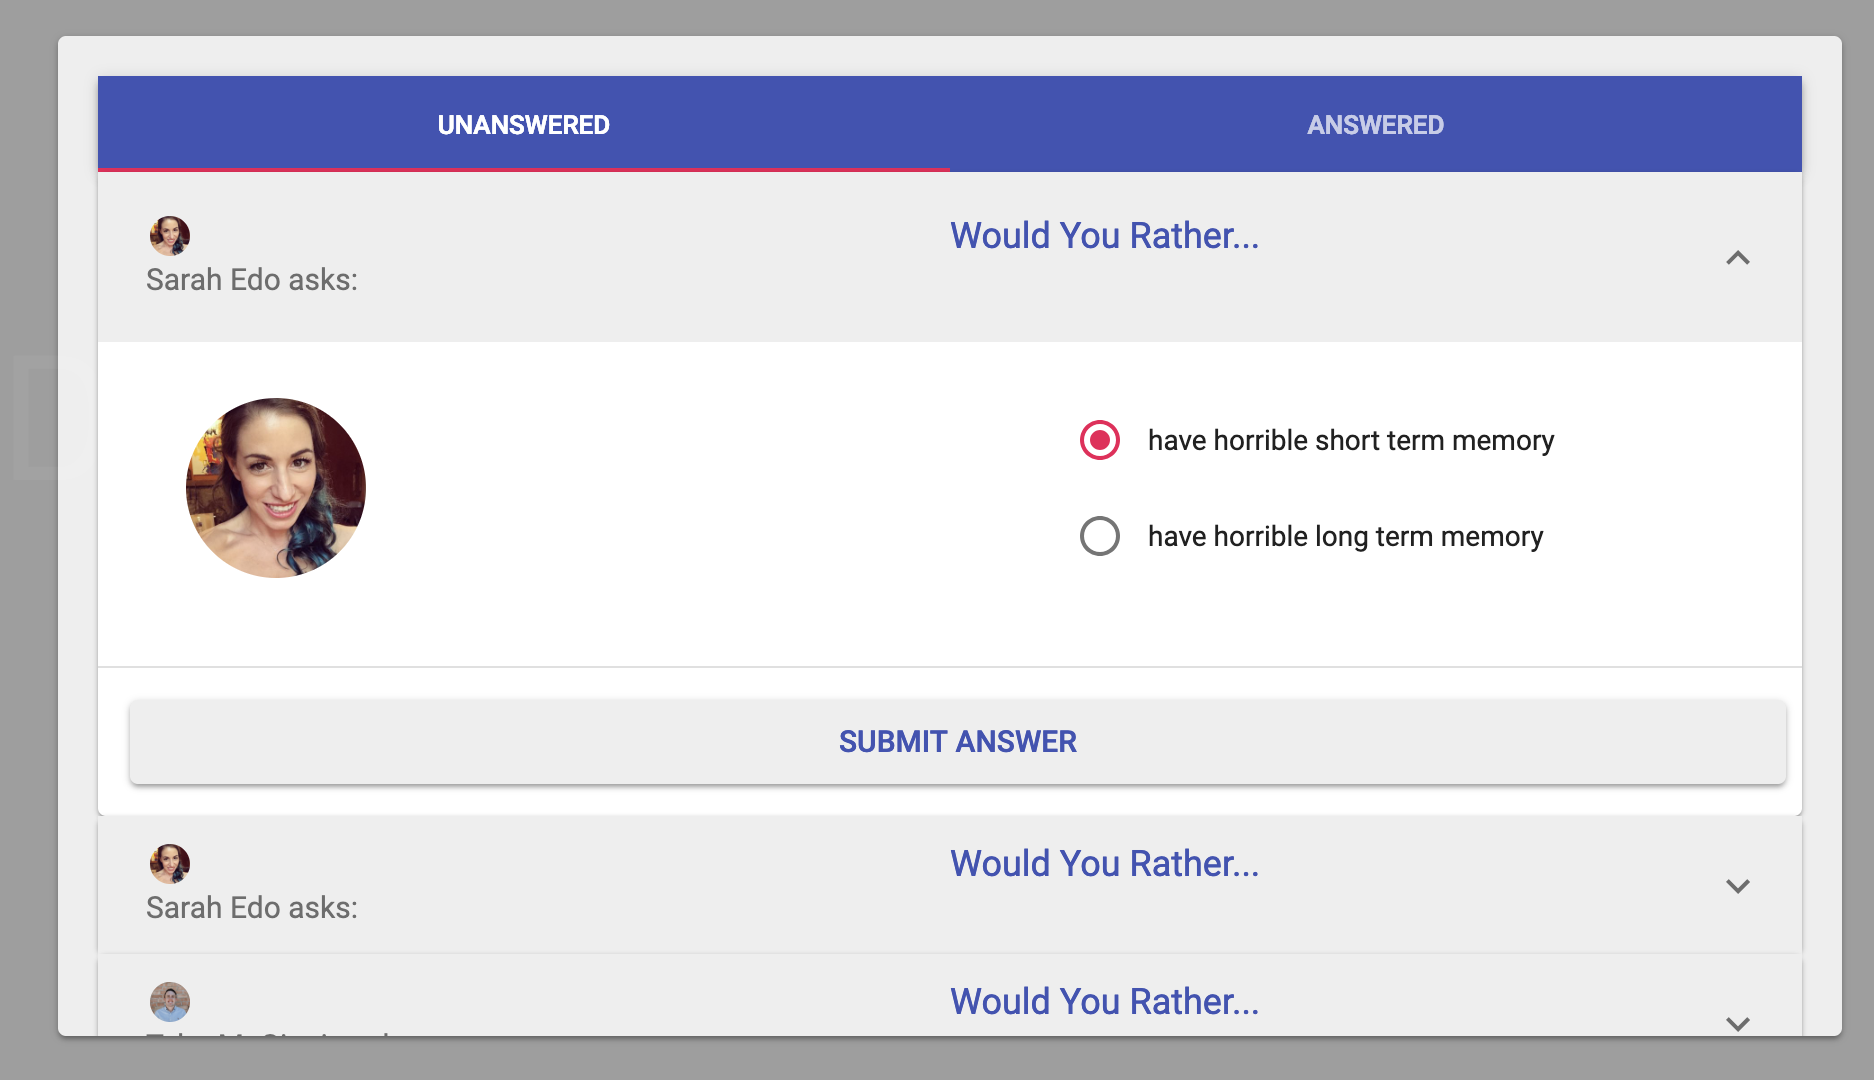 UNANSWERED
ANSWERED
Would You Rather...
Sarah Edo asks:
have horrible short term memory
have horrible long term memory
SUBMIT ANSWER
Would You Rather...
Sarah Edo asks:
Would You Rather...